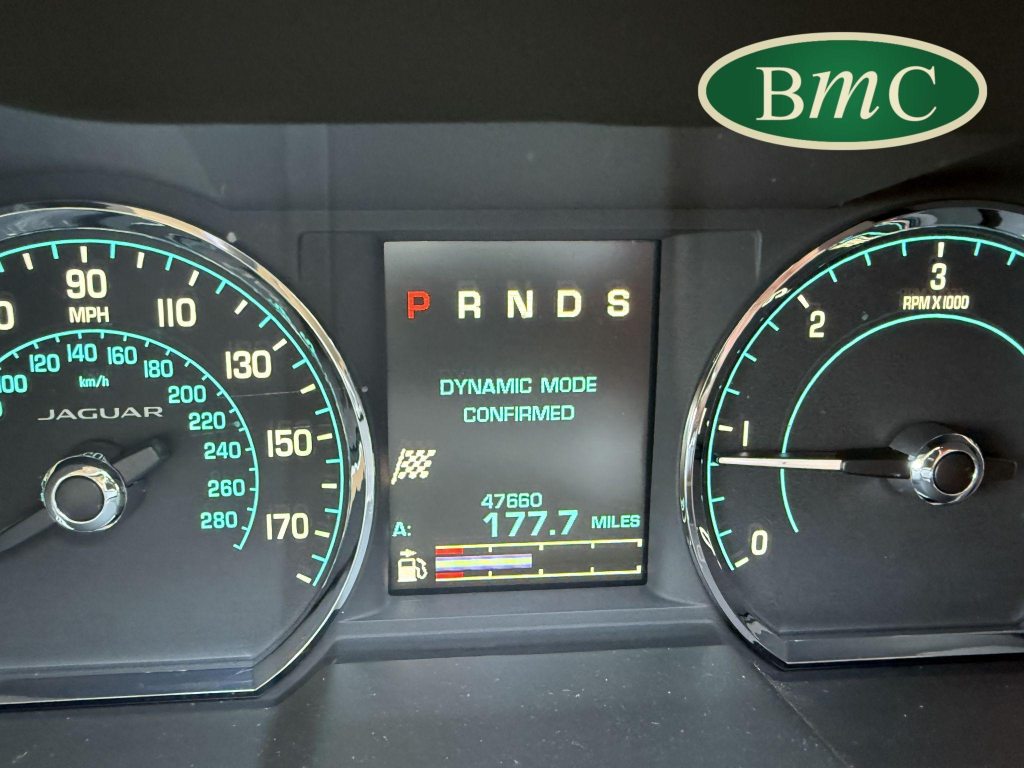 BmC
90
MPH
110
130
150
170
120
140
160
180
200
220
240
260
280
km/h
JAGUAR
P R N D S
DYNAMIC MODE
CONFIRMED
47660
A: 177.7 MILES
3
RPM X 1000
2
1
0